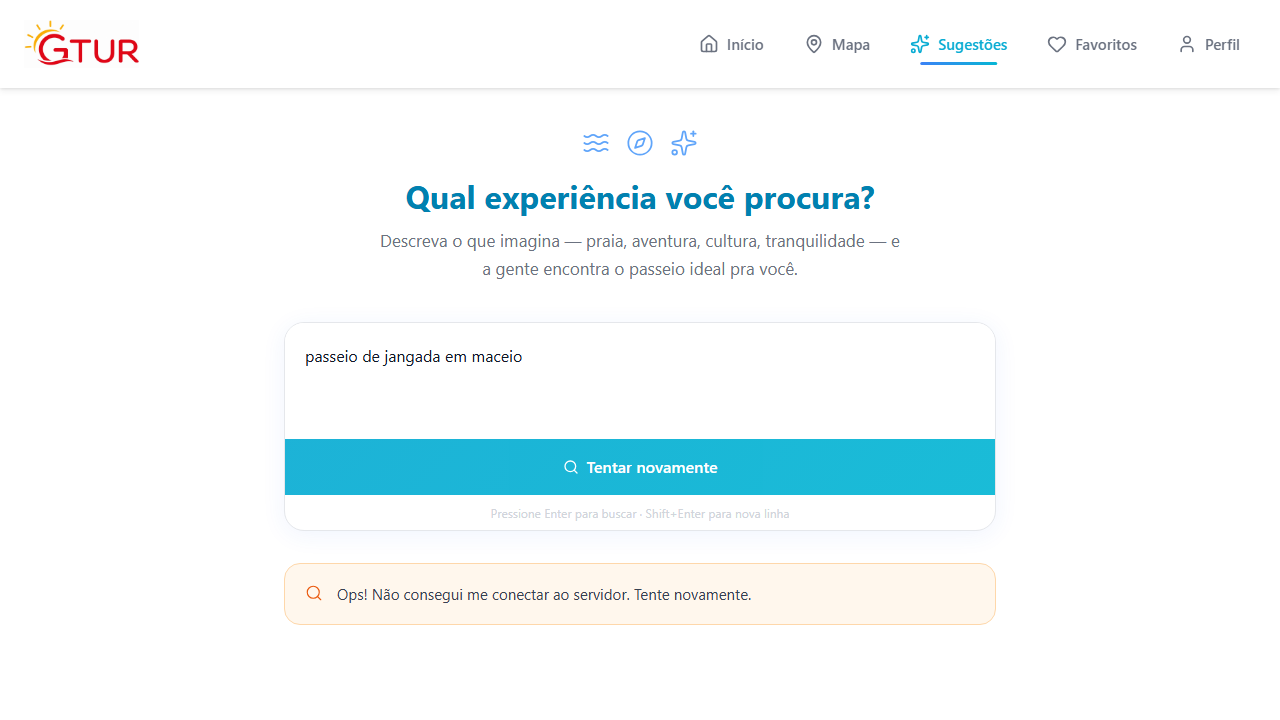 GTUR
Início
Mapa
Sugestões
Favoritos
Perfil
Qual experiência você procura?
Descreva o que imagina — praia, aventura, cultura, tranquilidade — e
a gente encontra o passeio ideal pra você.
passeio de jangada em maceio
Tentar novamente
Pressione Enter para buscar · Shift+Enter para nova linha
Ops! Não consegui me conectar ao servidor. Tente novamente.